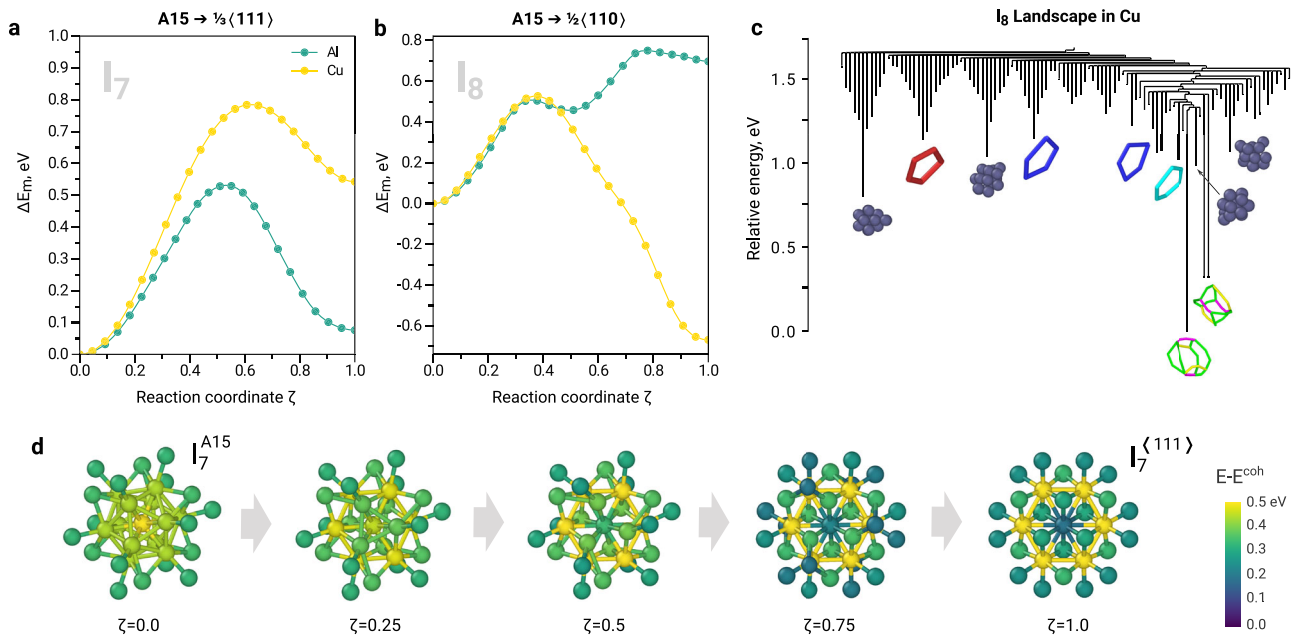 a
A15 → ⅓⟨111⟩
1.0
0.9
0.8
0.7
0.6
0.5
0.4
0.3
0.2
0.1
0.0
ΔEm, eV
I7
Al
Cu
0.0 0.2 0.4 0.6 0.8 1.0
Reaction coordinate ζ
b
A15 → ½⟨110⟩
0.8
0.6
0.4
0.2
0.0
-0.2
-0.4
-0.6
ΔEm, eV
I8
0.0 0.2 0.4 0.6 0.8 1.0
Reaction coordinate ζ
c
I8 Landscape in Cu
1.5
1.0
0.5
0.0
Relative energy, eV
d
I7 A15
I7 ⟨111⟩
ζ=0.0
ζ=0.25
ζ=0.5
ζ=0.75
ζ=1.0
E-Ecoh
0.5 eV
0.4
0.3
0.2
0.1
0.0